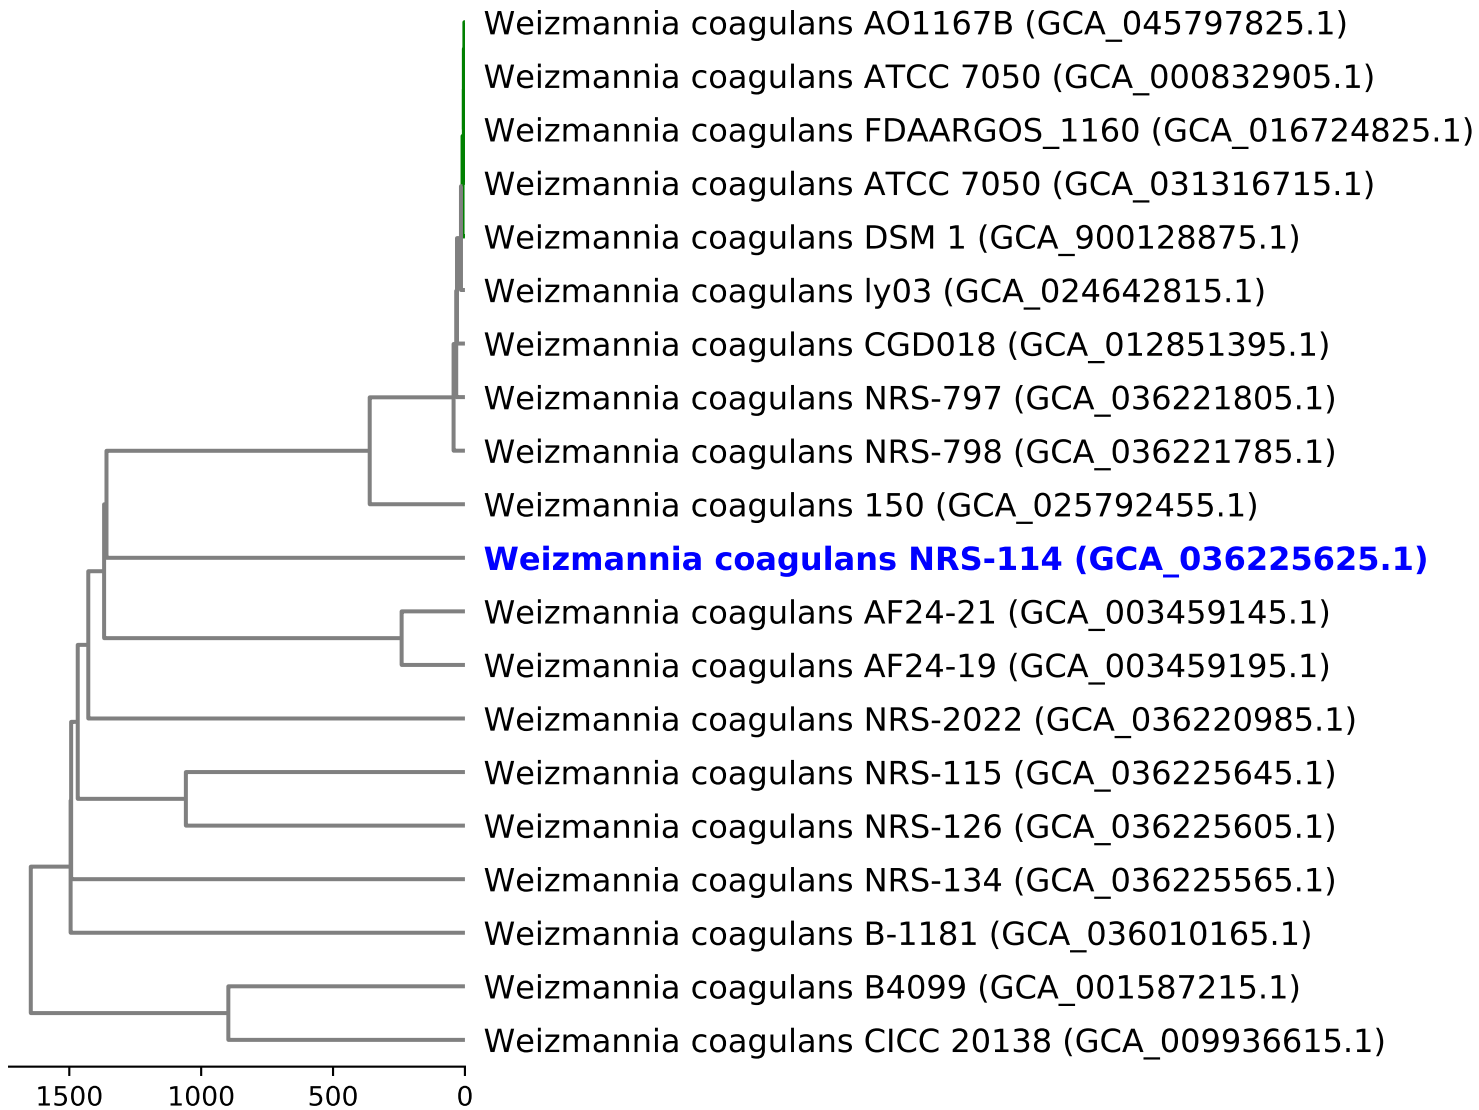 Weizmannia coagulans AO1167B (GCA_045797825.1)
Weizmannia coagulans ATCC 7050 (GCA_000832905.1)
Weizmannia coagulans FDAARGOS_1160 (GCA_016724825.1)
Weizmannia coagulans ATCC 7050 (GCA_031316715.1)
Weizmannia coagulans DSM 1 (GCA_900128875.1)
Weizmannia coagulans ly03 (GCA_024642815.1)
Weizmannia coagulans CGD018 (GCA_012851395.1)
Weizmannia coagulans NRS-797 (GCA_036221805.1)
Weizmannia coagulans NRS-798 (GCA_036221785.1)
Weizmannia coagulans 150 (GCA_025792455.1)
Weizmannia coagulans NRS-114 (GCA_036225625.1)
Weizmannia coagulans AF24-21 (GCA_003459145.1)
Weizmannia coagulans AF24-19 (GCA_003459195.1)
Weizmannia coagulans NRS-2022 (GCA_036220985.1)
Weizmannia coagulans NRS-115 (GCA_036225645.1)
Weizmannia coagulans NRS-126 (GCA_036225605.1)
Weizmannia coagulans NRS-134 (GCA_036225565.1)
Weizmannia coagulans B-1181 (GCA_036010165.1)
Weizmannia coagulans B4099 (GCA_001587215.1)
Weizmannia coagulans CICC 20138 (GCA_009936615.1)
1500 1000 500 0